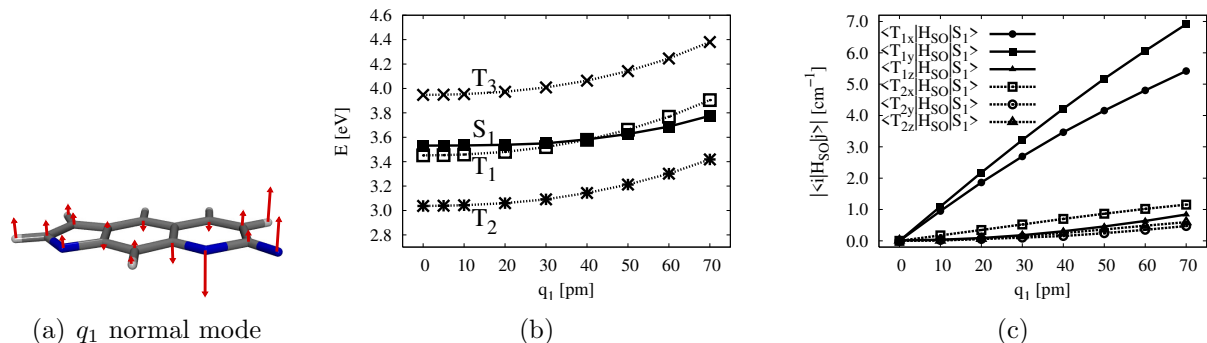 4.6
4.4
4.2
4.0
3.8
3.6
3.4
3.2
3.0
2.8
E [eV]
T3
S1
T1
T2
0 10 20 30 40 50 60 70
q1 [pm]
7.0
6.0
5.0
4.0
3.0
2.0
1.0
0.0
|<i|HSO|j>| [cm-1]
<T1x|HSO|S1>
<T1y|HSO|S1>
<T1z|HSO|S1>
<T2x|HSO|S1>
<T2y|HSO|S1>
<T2z|HSO|S1>
0 10 20 30 40 50 60 70
q1 [pm]
(a) q1 normal mode
(b)
(c)